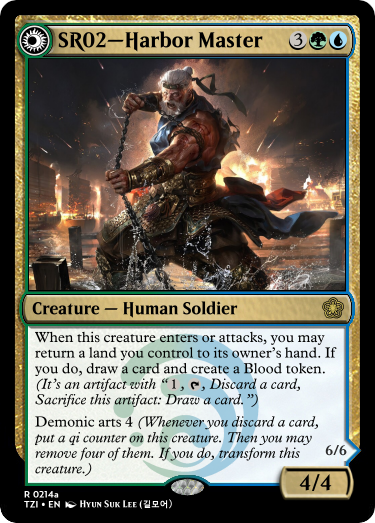 SR02—Harbor Master 3
Creature — Human Soldier
When this creature enters or attacks, you may
return a land you control to its owner's hand. If
you do, draw a card and create a Blood token.
(It's an artifact with “1, , Discard a card,
Sacrifice this artifact: Draw a card.”)
Demonic arts 4 (Whenever you discard a card,
put a qi counter on this creature. Then you may
remove four of them. If you do, transform this
creature.)
6/6
4/4
R 0214a
TZI • EN Hyun Suk Lee (길모어)